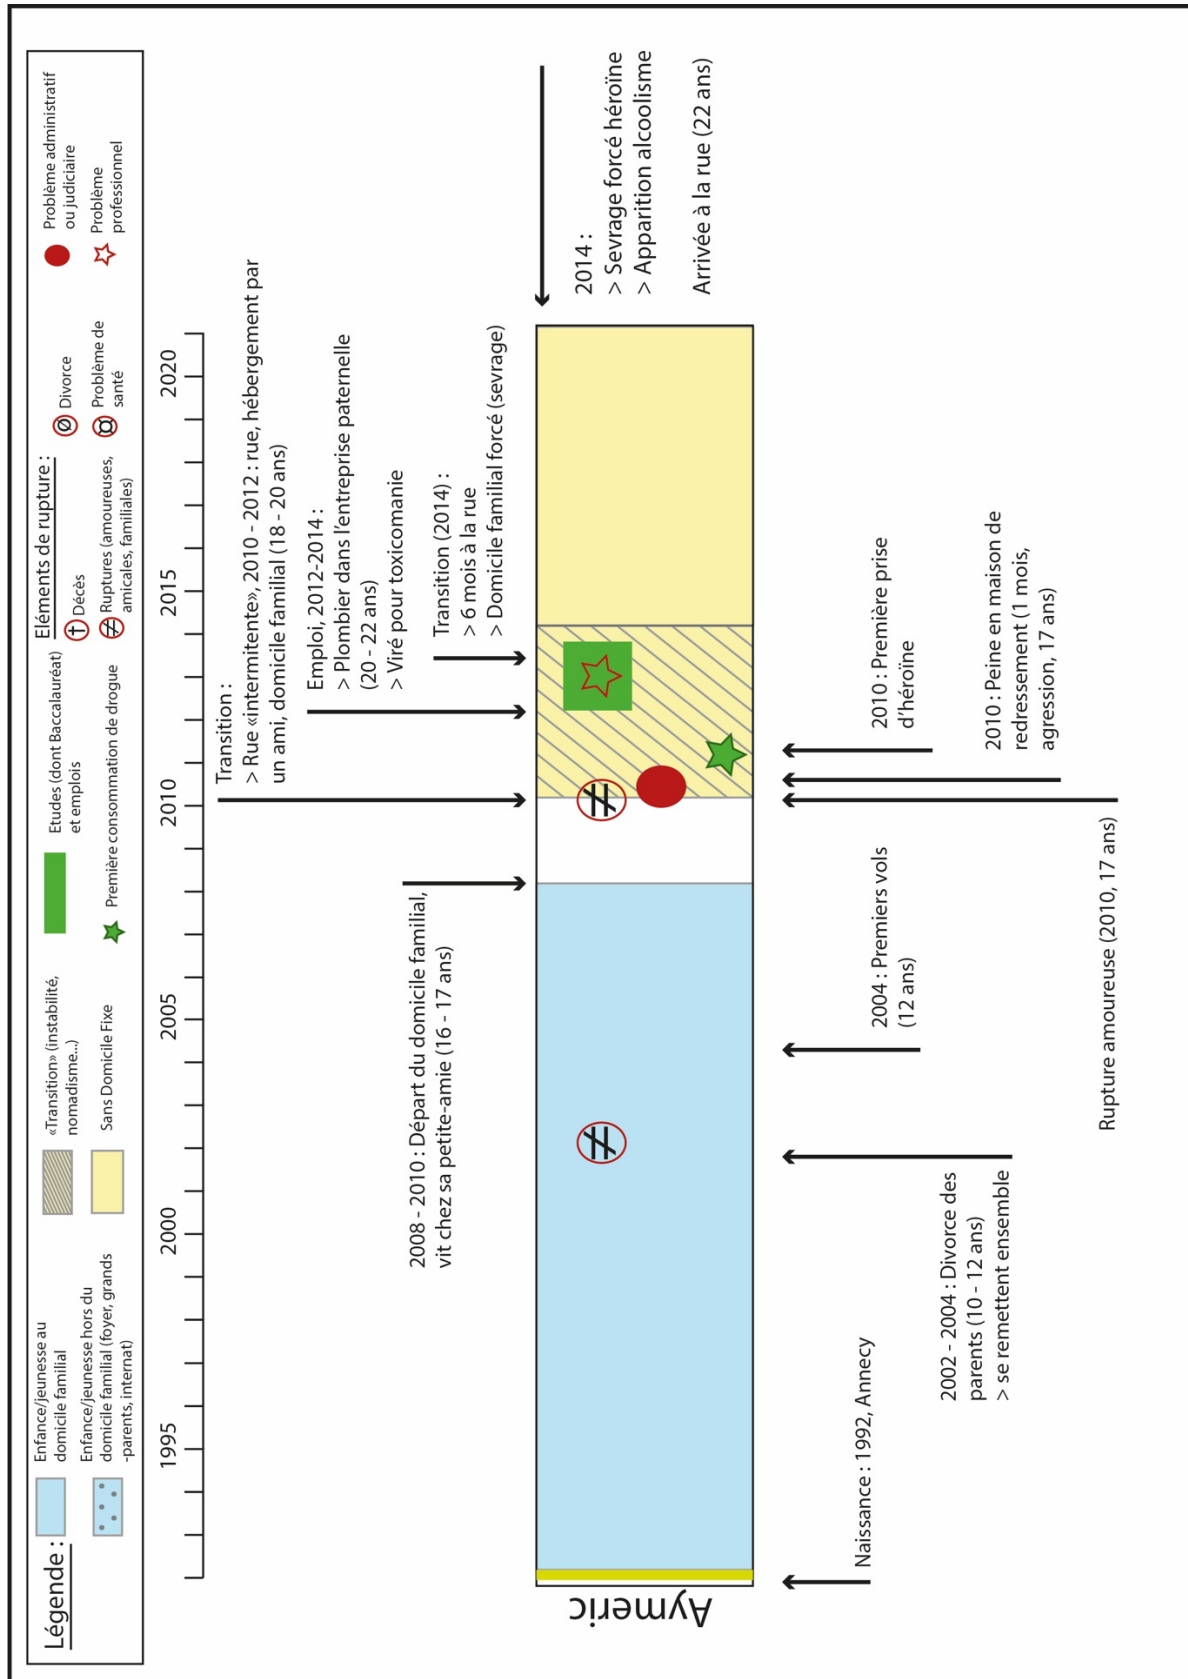 Légende :
Enfance/jeunesse au
domicile familial
Enfance/jeunesse hors du
domicile familial (foyer, grands
-parents, internat)
«Transition» (instabilité,
nomadisme...)
Sans Domicile Fixe
Etudes (dont Baccalauréat)
et emplois
Première consommation de drogue
Eléments de rupture :
Décès
Ruptures (amoureuses,
amicales, familiales)
Divorce
Problème de
santé
Problème administratif
ou judiciaire
Problème
professionnel
1995
2000
2005
2010
2015
2020
Transition :
> Rue «intermitente», 2010 - 2012 : rue, hébergement par
un ami, domicile familial (18 - 20 ans)
Emploi, 2012-2014 :
> Plombier dans l'entreprise paternelle
(20 - 22 ans)
> Viré pour toxicomanie
2008 - 2010 : Départ du domicile familial,
vit chez sa petite-amie (16 - 17 ans)
Transition (2014) :
> 6 mois à la rue
> Domicile familial forcé (sevrage)
Aymeric
2014 :
> Sevrage forcé héroïne
> Apparition alcoolisme
Arrivée à la rue (22 ans)
Naissance : 1992, Annecy
2004 : Premiers vols
(12 ans)
2010 : Première prise
d'héroïne
2002 - 2004 : Divorce des
parents (10 - 12 ans)
> se remettent ensemble
2010 : Peine en maison de
redressement (1 mois,
agression, 17 ans)
Rupture amoureuse (2010, 17 ans)